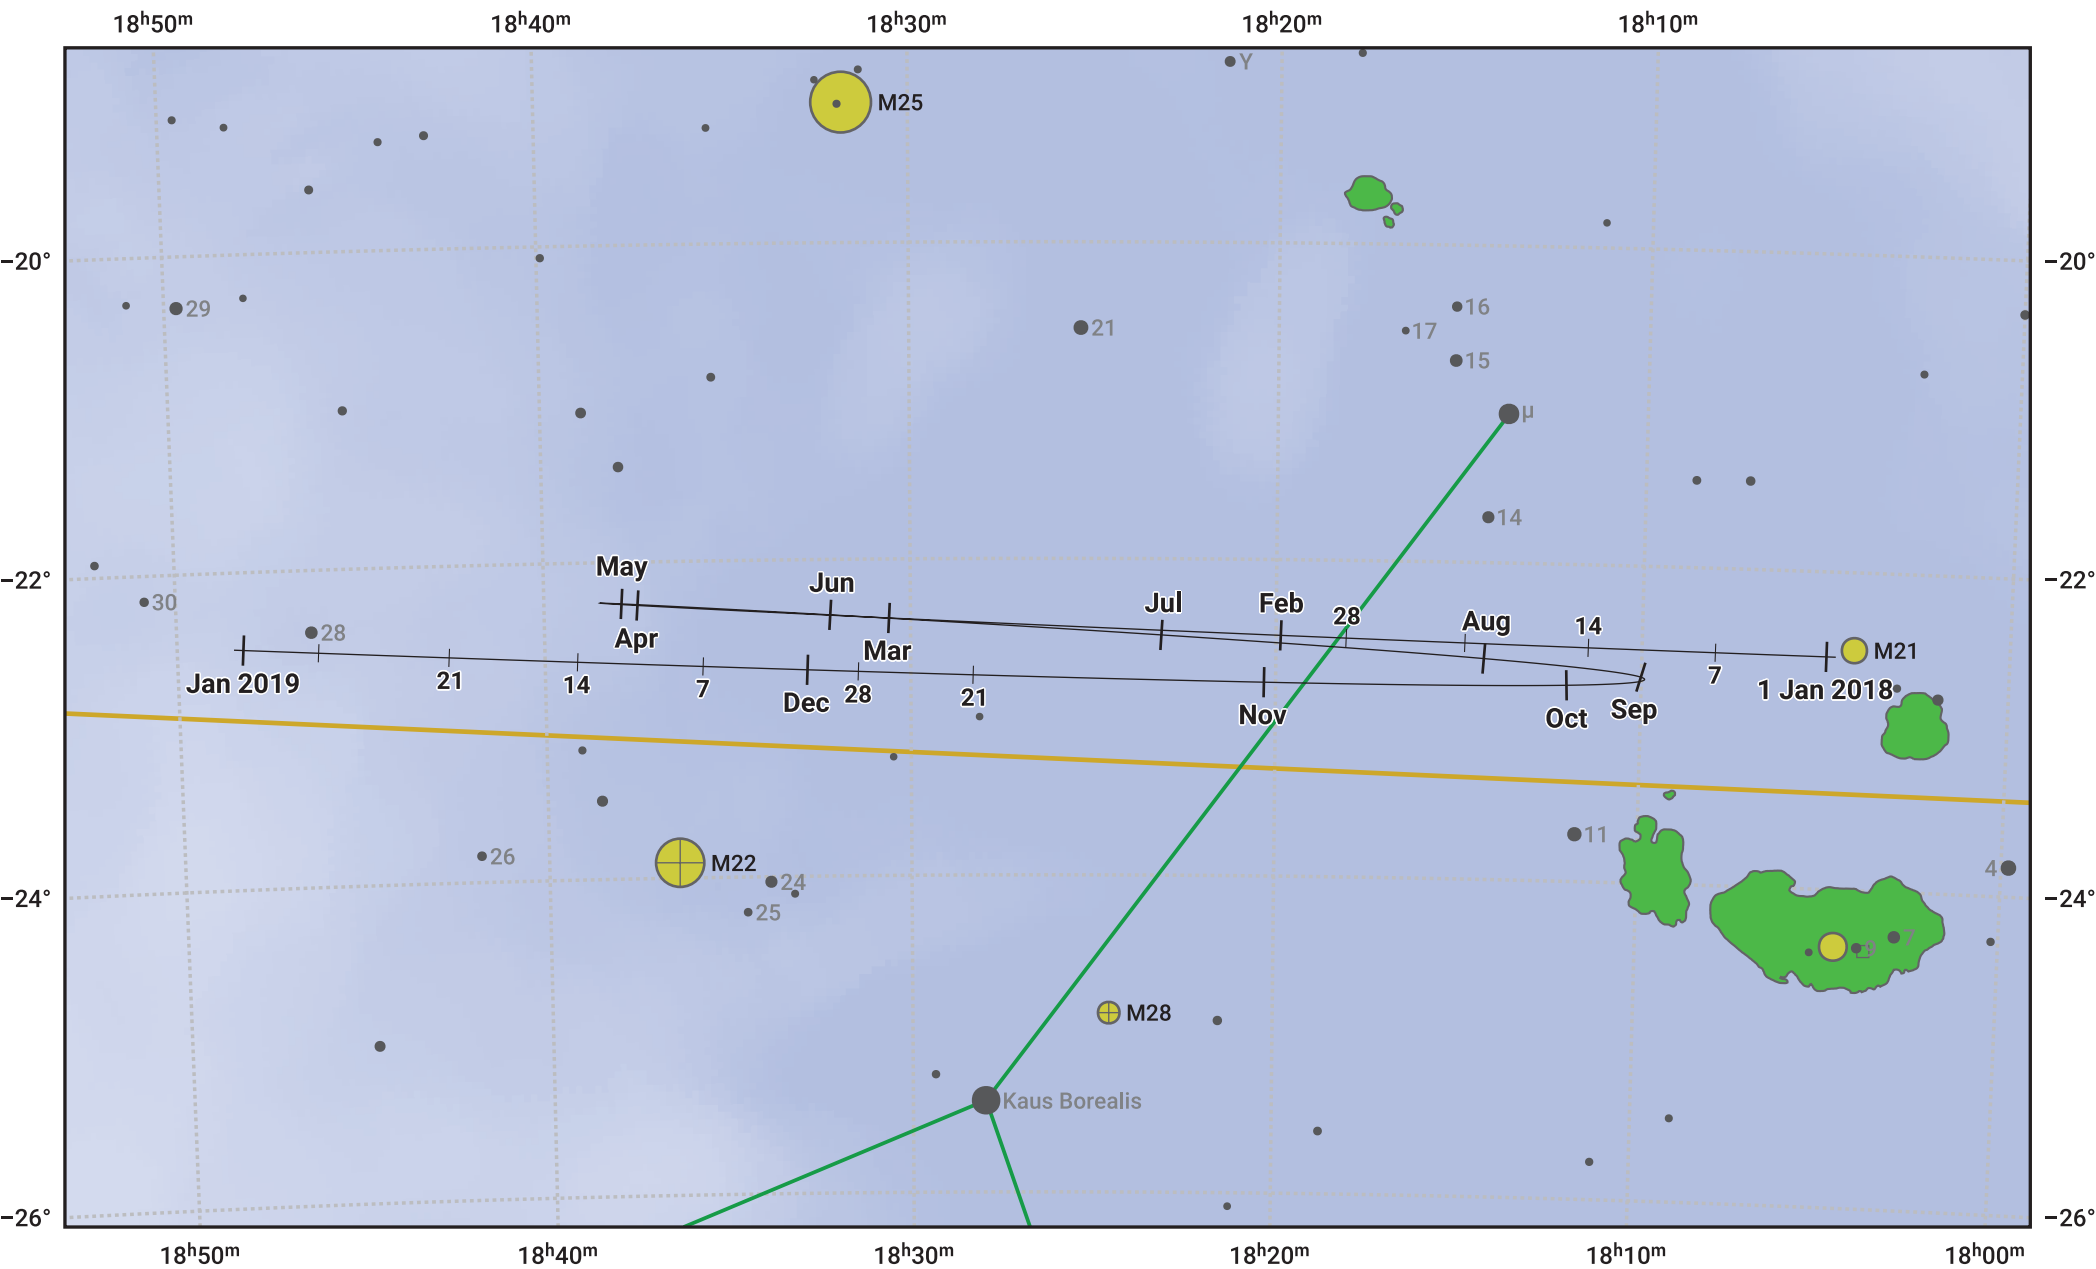 18ʰ50ᵐ 18ʰ40ᵐ 18ʰ30ᵐ 18ʰ20ᵐ 18ʰ10ᵐ
Y
M25
−20° −20°
29
16
21
17
15
μ
14
May
−22° −22°
Jun
30
Jul Feb
28
Aug 14
28
Apr
Mar
M21
Jan 2019
21 14 7
Dec 28 21
Nov
Oct Sep
7
1 Jan 2018
11
26
M22
24
4
−24° −24°
25
9 7
M28
Kaus Borealis
−26° −26°
18ʰ50ᵐ 18ʰ40ᵐ 18ʰ30ᵐ 18ʰ20ᵐ 18ʰ10ᵐ 18ʰ00ᵐ